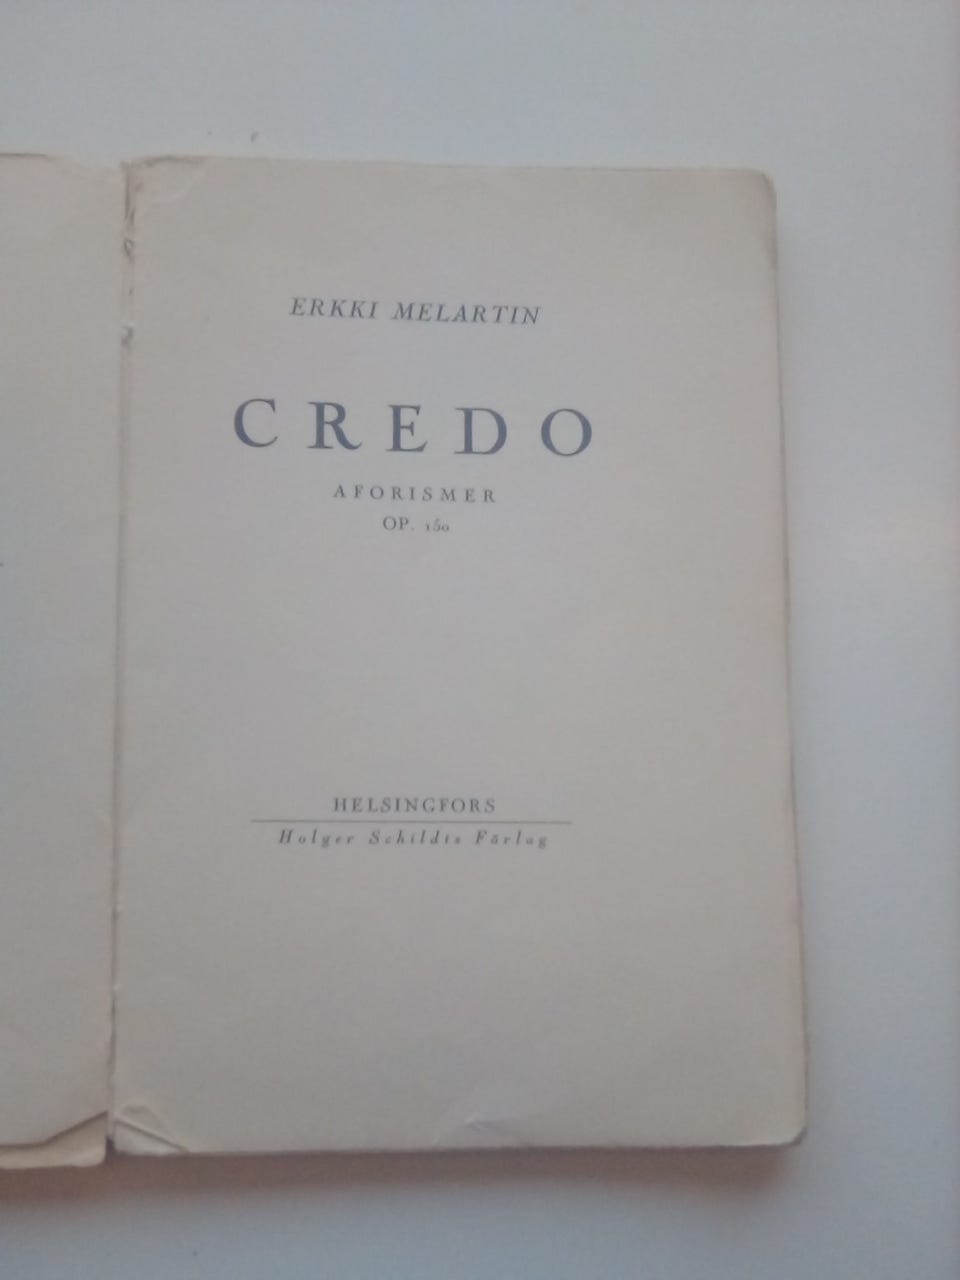 ERKKI MELARTIN
CREDO
AFORISMER
OP. 150
HELSINGFORS
Holger Schildts Förlag